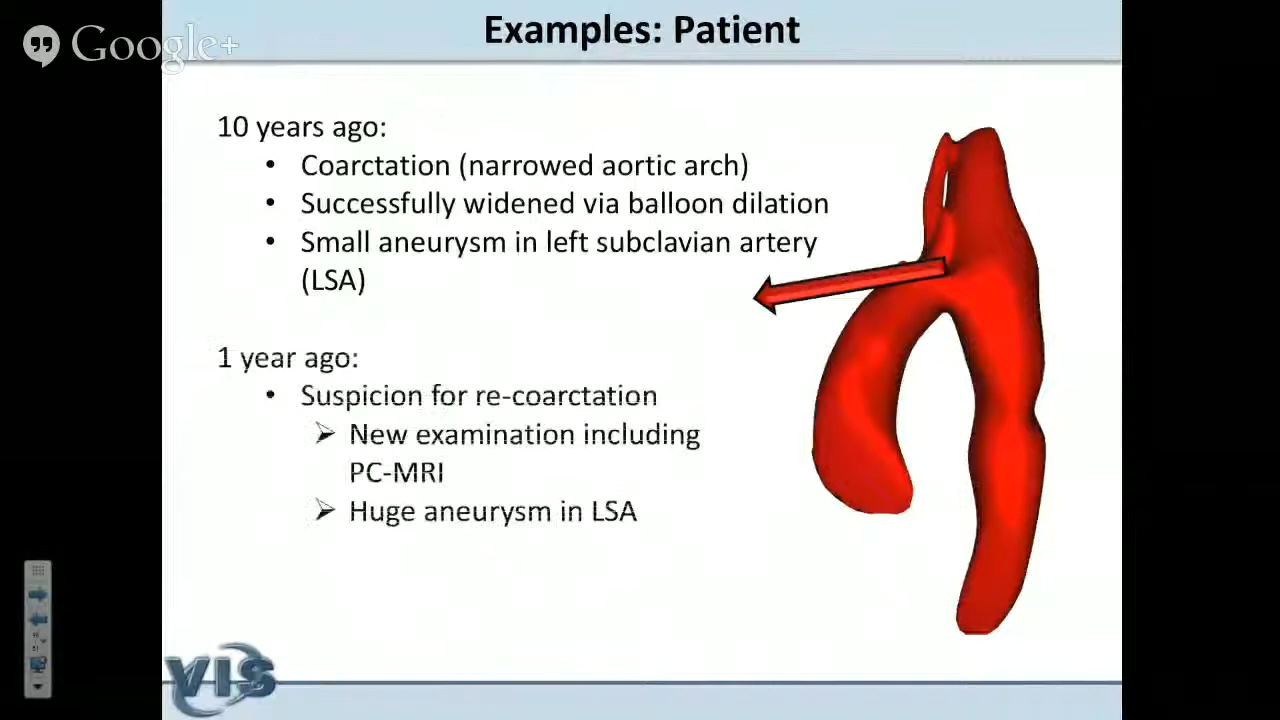 Google+
Examples: Patient
10 years ago:
• Coarctation (narrowed aortic arch)
• Successfully widened via balloon dilation
• Small aneurysm in left subclavian artery
(LSA)
1 year ago:
• Suspicion for re-coarctation
➢ New examination including
PC-MRI
➢ Huge aneurysm in LSA
VIS